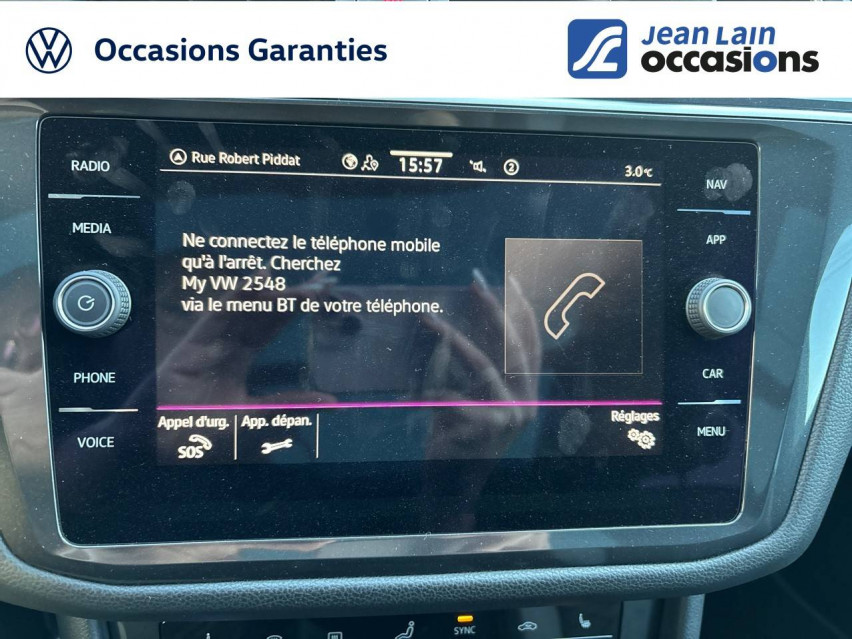 Occasions Garanties
Jean Lain
occasions
RADIO
MEDIA
PHONE
VOICE
Rue Robert Piddat
15:57
2
3.0°C
Ne connectez le téléphone mobile
qu'à l'arrêt. Cherchez
My VW 2548
via le menu BT de votre téléphone.
Appel d'urg.
SOS
App. dépan.
Réglages
NAV
APP
CAR
MENU
SYNC